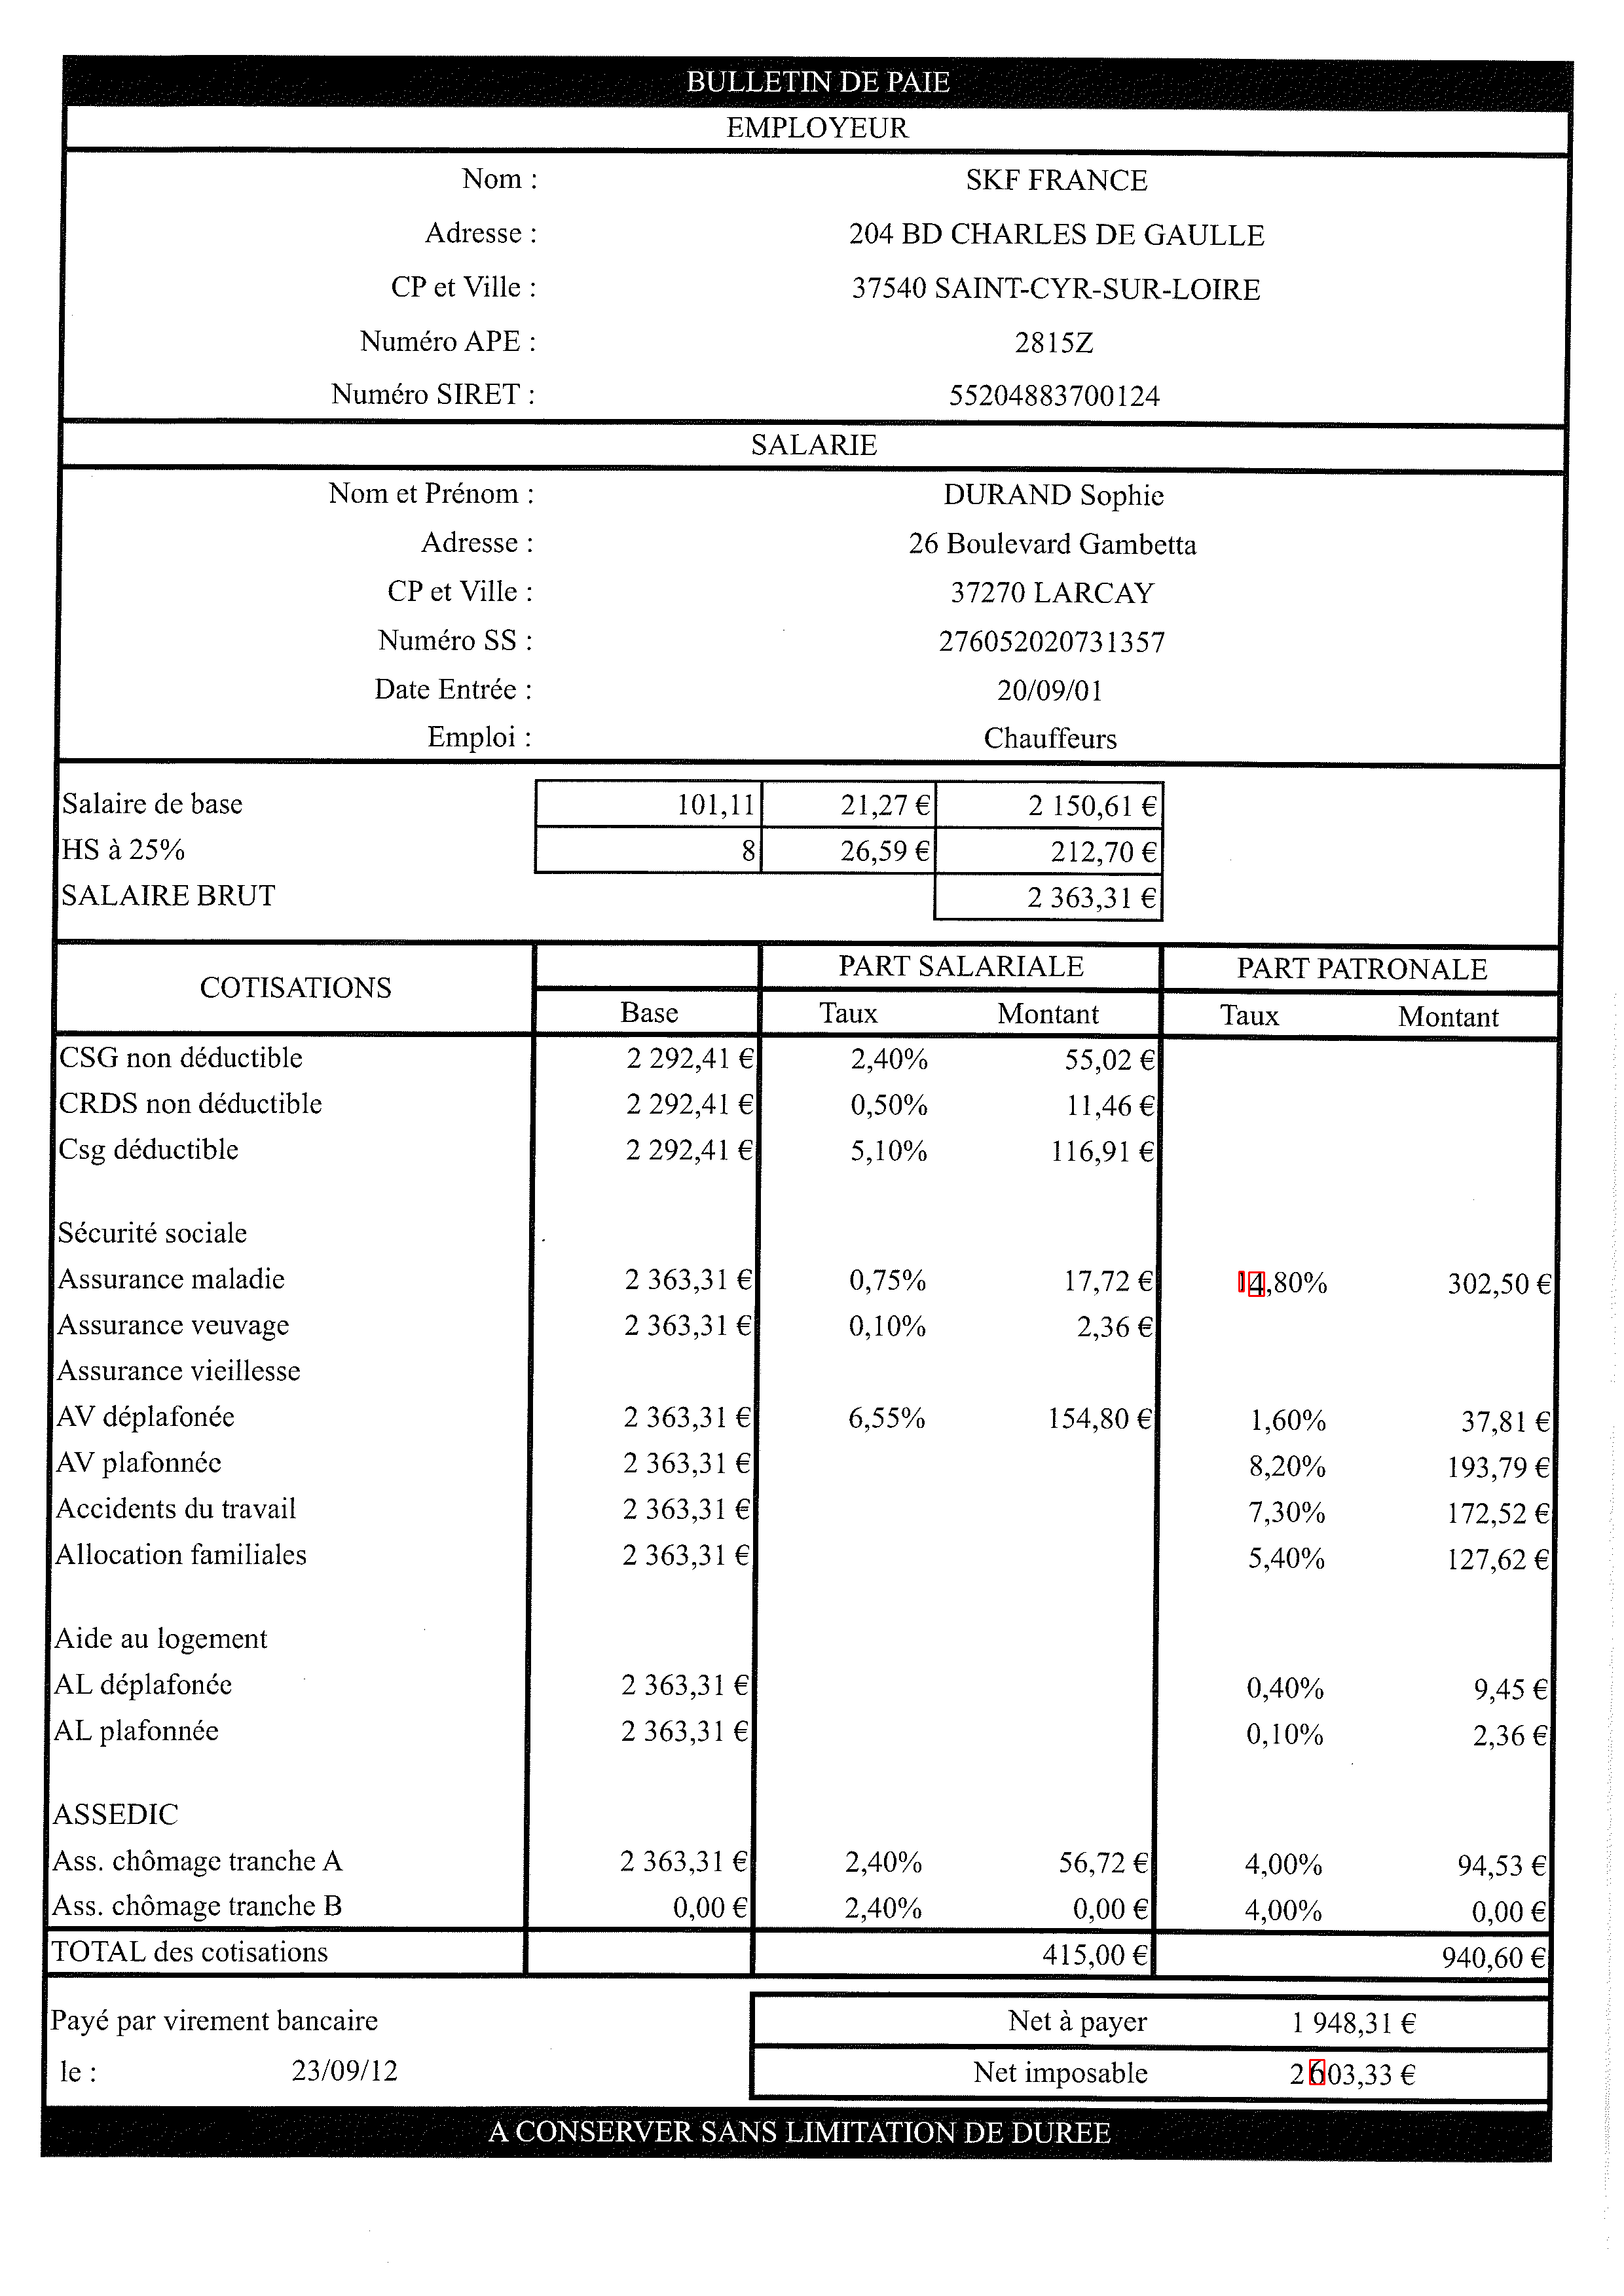 BULLETIN DE PAIE
EMPLOYEUR
Nom : SKF FRANCE
Adresse : 204 BD CHARLES DE GAULLE
CP et Ville : 37540 SAINT-CYR-SUR-LOIRE
Numéro APE : 2815Z
Numéro SIRET : 55204883700124
SALARIE
Nom et Prénom : DURAND Sophie
Adresse : 26 Boulevard Gambetta
CP et Ville : 37270 LARCAY
Numéro SS : 276052020731357
Date Entrée : 20/09/01
Emploi : Chauffeurs
Salaire de base 101,11 21,27 € 2 150,61 €
HS à 25% 8 26,59 € 212,70 €
SALAIRE BRUT 2 363,31 €
COTISATIONS PART SALARIALE PART PATRONALE
Base Taux Montant Taux Montant
CSG non déductible 2 292,41 € 2,40% 55,02 €
CRDS non déductible 2 292,41 € 0,50% 11,46 €
Csg déductible 2 292,41 € 5,10% 116,91 €
Sécurité sociale
Assurance maladie 2 363,31 € 0,75% 17,72 € 14,80% 302,50 €
Assurance veuvage 2 363,31 € 0,10% 2,36 €
Assurance vieillesse
AV déplafonée 2 363,31 € 6,55% 154,80 € 1,60% 37,81 €
AV plafonnée 2 363,31 € 8,20% 193,79 €
Accidents du travail 2 363,31 € 7,30% 172,52 €
Allocation familiales 2 363,31 € 5,40% 127,62 €
Aide au logement
AL déplafonée 2 363,31 € 0,40% 9,45 €
AL plafonnée 2 363,31 € 0,10% 2,36 €
ASSEDIC
Ass. chômage tranche A 2 363,31 € 2,40% 56,72 € 4,00% 94,53 €
Ass. chômage tranche B 0,00 € 2,40% 0,00 € 4,00% 0,00 €
TOTAL des cotisations 415,00 € 940,60 €
Payé par virement bancaire Net à payer 1 948,31 €
le : 23/09/12 Net imposable 2 603,33 €
A CONSERVER SANS LIMITATION DE DUREE